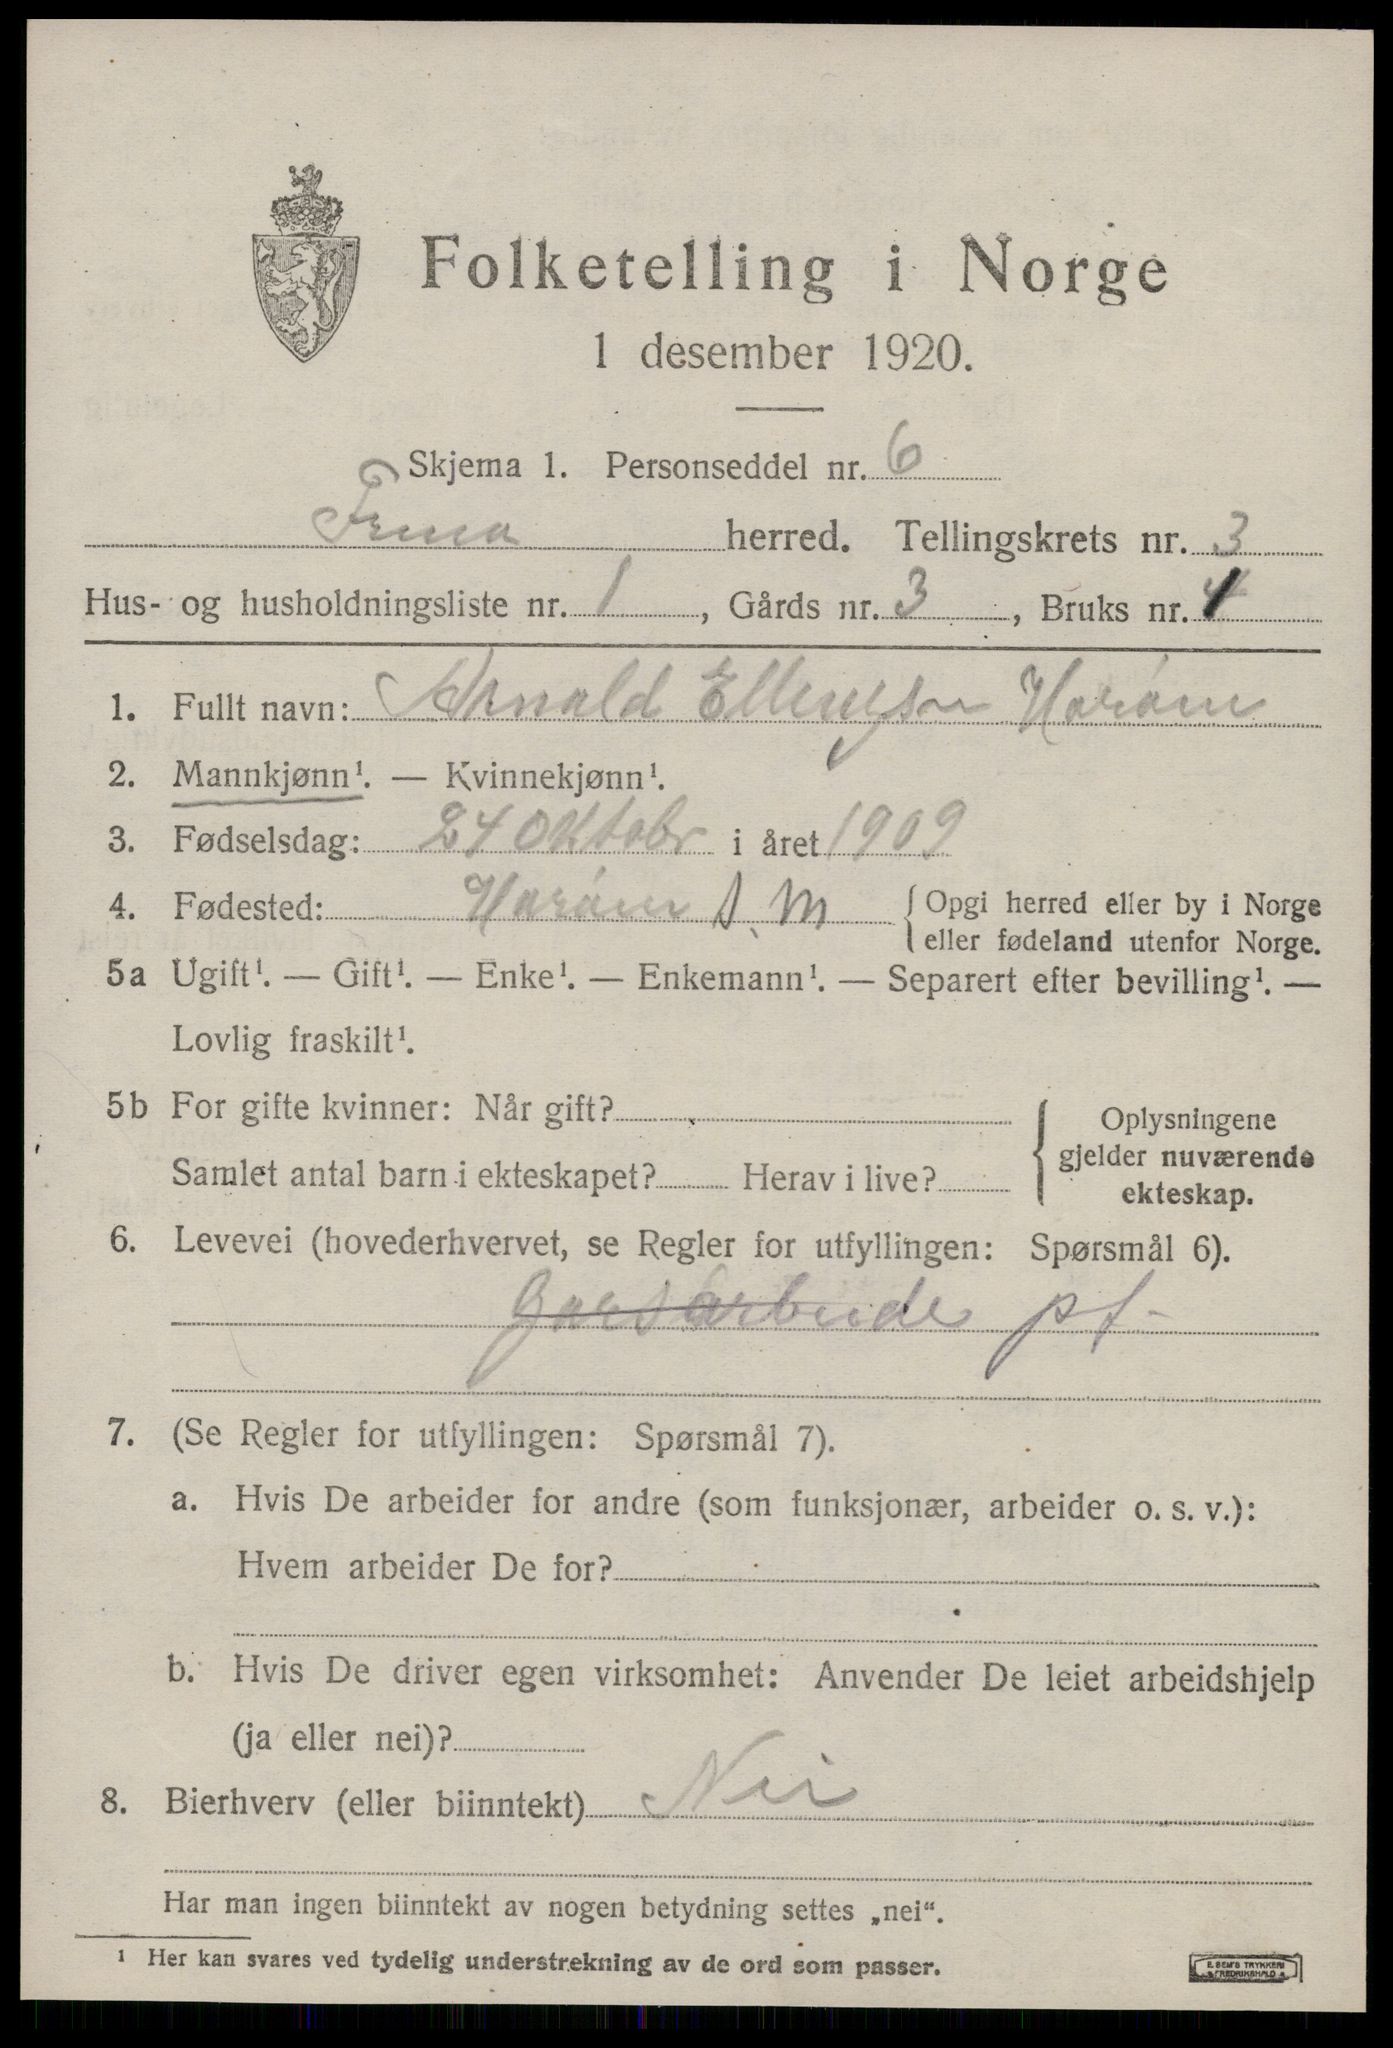 Folketelling i Norge
1 desember 1920.
Skjema 1. Personseddel nr. 6
Frena herred. Tellingskrets nr. 3
Hus- og husholdningsliste nr. 1, Gårds nr. 3, Bruks nr. 1
1. Fullt navn: Arnold Haram
2. Mannkjønn¹. — Kvinnekjønn¹.
3. Fødselsdag: 24 Oktobr i året 1909
4. Fødested: Haram S. M { Opgi herred eller by i Norge
eller fødeland utenfor Norge.
5a Ugift¹. — Gift¹. — Enke¹. — Enkemann¹. — Separert efter bevilling¹. —
Lovlig fraskilt¹.
5b For gifte kvinner: Når gift? { Oplysningene
gjelder nuværende
Samlet antal barn i ekteskapet? Herav i live?
ekteskap.
6. Levevei (hovederhvervet, se Regler for utfyllingen: Spørsmål 6).
pf-
7. (Se Regler for utfyllingen: Spørsmål 7).
a. Hvis De arbeider for andre (som funksjonær, arbeider o. s. v.):
Hvem arbeider De for?
b. Hvis De driver egen virksomhet: Anvender De leiet arbeidshjelp
(ja eller nei)?
8. Bierhverv (eller biinntekt) Nei
Har man ingen biinntekt av nogen betydning settes „nei“.
¹ Her kan svares ved tydelig understrekning av de ord som passer.
E. SEM'S TRYKKERI
FREDRIKSHALD